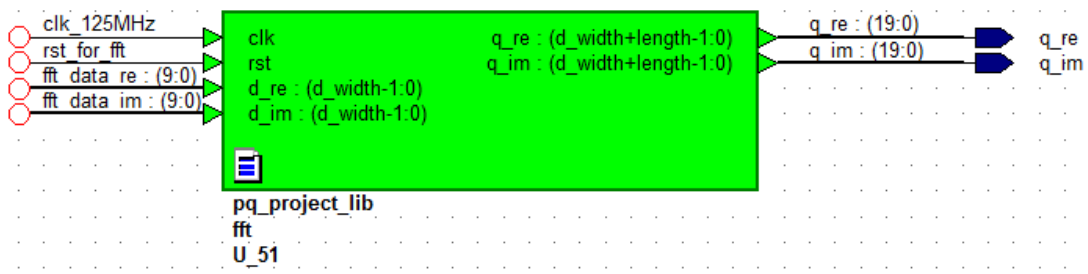 clk_125MHz
rst_for_fft
fft_data_re : (9:0)
fft_data_im : (9:0)
clk
rst
d_re : (d_width-1:0)
d_im : (d_width-1:0)
q_re : (d_width+length-1:0)
q_im : (d_width+length-1:0)
q_re : (19:0)
q_im : (19:0)
q_re
q_im
pq_project_lib
fft
U_51